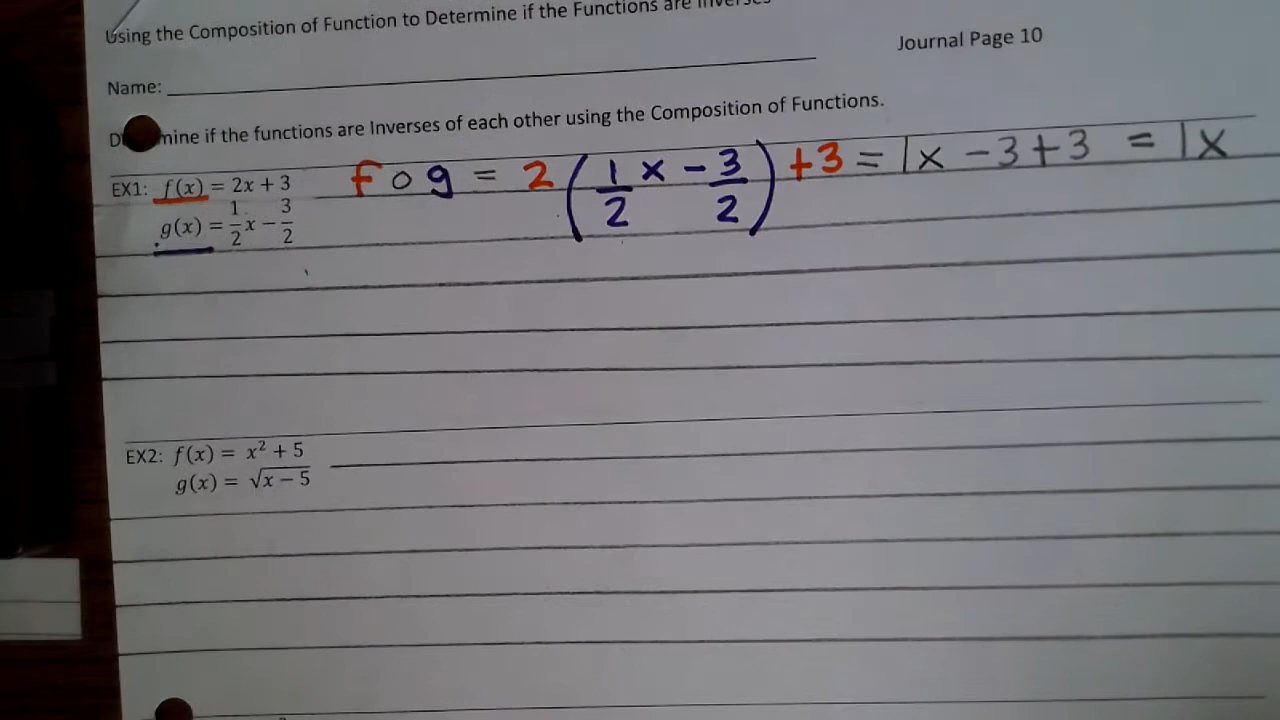 Using the Composition of Function to Determine if the Functions are Inverses
Journal Page 10
Name:
Determine if the functions are Inverses of each other using the Composition of Functions.
EX1: f(x) = 2x + 3
g(x) = 1/2 x − 3/2
f o g = 2 ( 1/2 x − 3/2 ) +3 = 1x − 3 + 3 = 1x
EX2: f(x) = x² + 5
g(x) = √(x − 5)